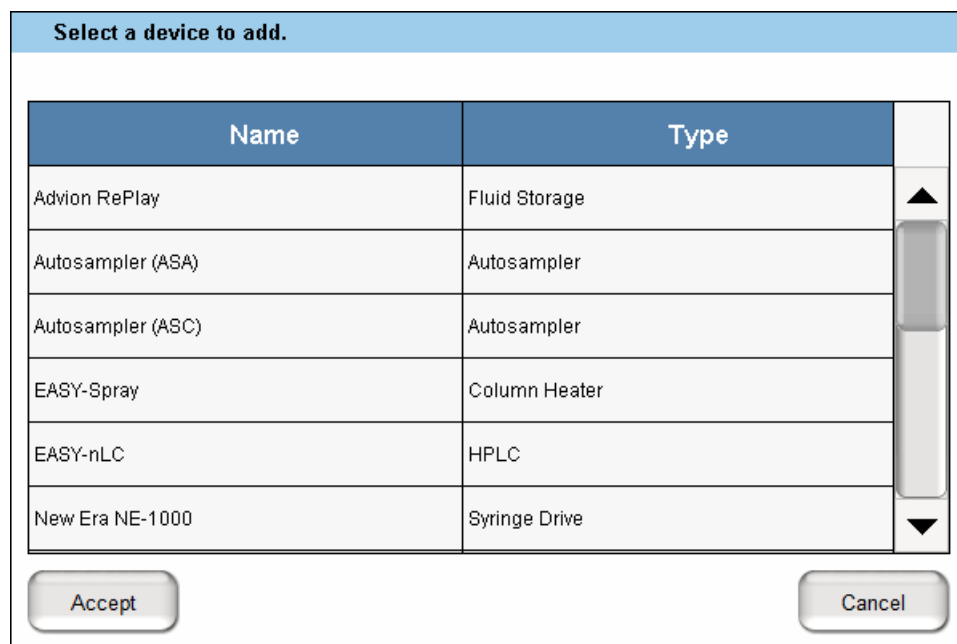 Select a device to add.
Name Type
Advion RePlay Fluid Storage
Autosampler (ASA) Autosampler
Autosampler (ASC) Autosampler
EASY-Spray Column Heater
EASY-nLC HPLC
New Era NE-1000 Syringe Drive
Accept Cancel